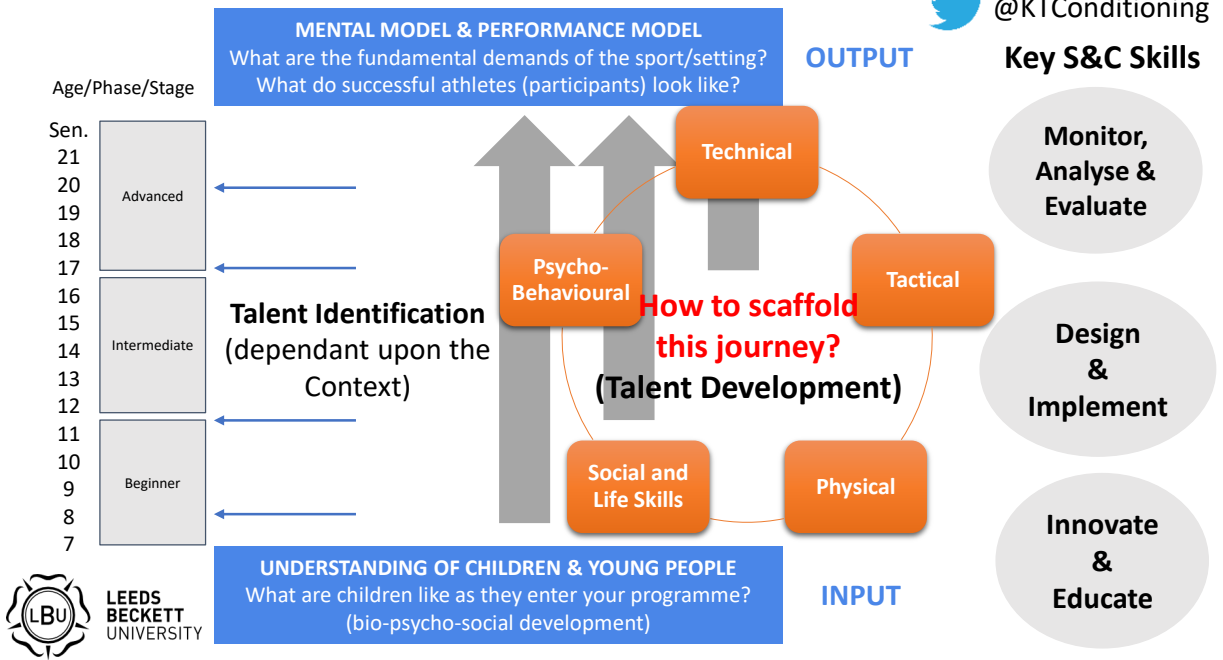 @KTConditioning
MENTAL MODEL & PERFORMANCE MODEL
What are the fundamental demands of the sport/setting?
What do successful athletes (participants) look like?
OUTPUT
Key S&C Skills
Age/Phase/Stage
Sen.
21
20
19
18
17
16
15
14
13
12
11
10
9
8
7
Advanced
Intermediate
Beginner
Talent Identification
(dependant upon the
Context)
Technical
Psycho-
Behavioural
Tactical
How to scaffold
this journey?
(Talent Development)
Social and
Life Skills
Physical
Monitor,
Analyse &
Evaluate
Design
&
Implement
Innovate
&
Educate
UNDERSTANDING OF CHILDREN & YOUNG PEOPLE
What are children like as they enter your programme?
(bio-psycho-social development)
INPUT
LBU
LEEDS
BECKETT
UNIVERSITY